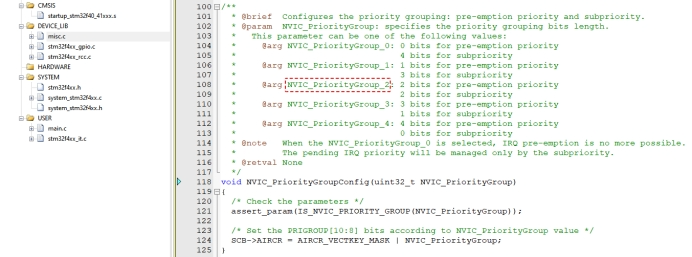 CMSIS
startup_stm32f40_41xxx.s
DEVICE_LIB
misc.c
stm32f4xx_gpio.c
stm32f4xx_rcc.c
HARDWARE
SYSTEM
stm32f4xx.h
system_stm32f4xx.c
system_stm32f4xx.h
USER
main.c
stm32f4xx_it.c
100 /**
101 * @brief Configures the priority grouping: pre-emption priority and subpriority.
102 * @param NVIC_PriorityGroup: specifies the priority grouping bits length.
103 * This parameter can be one of the following values:
104 * @arg NVIC_PriorityGroup_0: 0 bits for pre-emption priority
105 * 4 bits for subpriority
106 * @arg NVIC_PriorityGroup_1: 1 bits for pre-emption priority
107 * 3 bits for subpriority
108 * @arg NVIC_PriorityGroup_2: 2 bits for pre-emption priority
109 * 2 bits for subpriority
110 * @arg NVIC_PriorityGroup_3: 3 bits for pre-emption priority
111 * 1 bits for subpriority
112 * @arg NVIC_PriorityGroup_4: 4 bits for pre-emption priority
113 * 0 bits for subpriority
114 * @note When the NVIC_PriorityGroup_0 is selected, IRQ pre-emption is no more possible.
115 * The pending IRQ priority will be managed only by the subpriority.
116 * @retval None
117 */
118 void NVIC_PriorityGroupConfig(uint32_t NVIC_PriorityGroup)
119 {
120 /* Check the parameters */
121 assert_param(IS_NVIC_PRIORITY_GROUP(NVIC_PriorityGroup));
122
123 /* Set the PRIGROUP[10:8] bits according to NVIC_PriorityGroup value */
124 SCB->AIRCR = AIRCR_VECTKEY_MASK | NVIC_PriorityGroup;
125 }